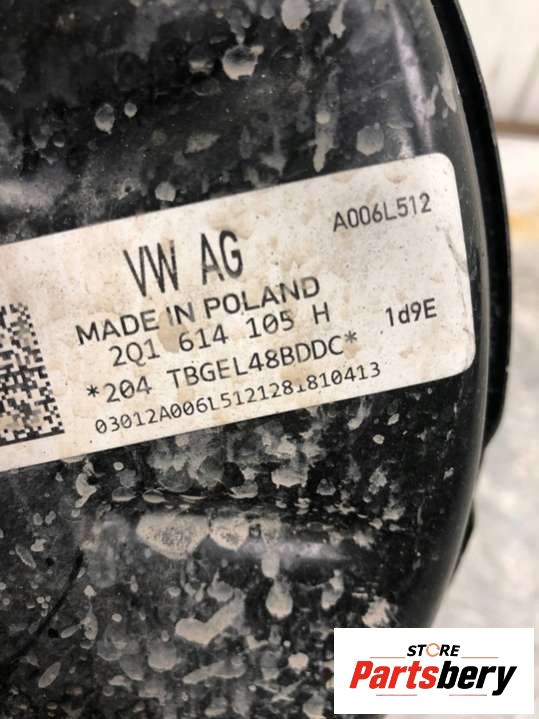 A006L512
VW AG
MADE IN POLAND
2Q1 614 105 H
1d9E
*204 TBGEL48BDDC*
03012A006L5121281810413
STORE
Partsbery